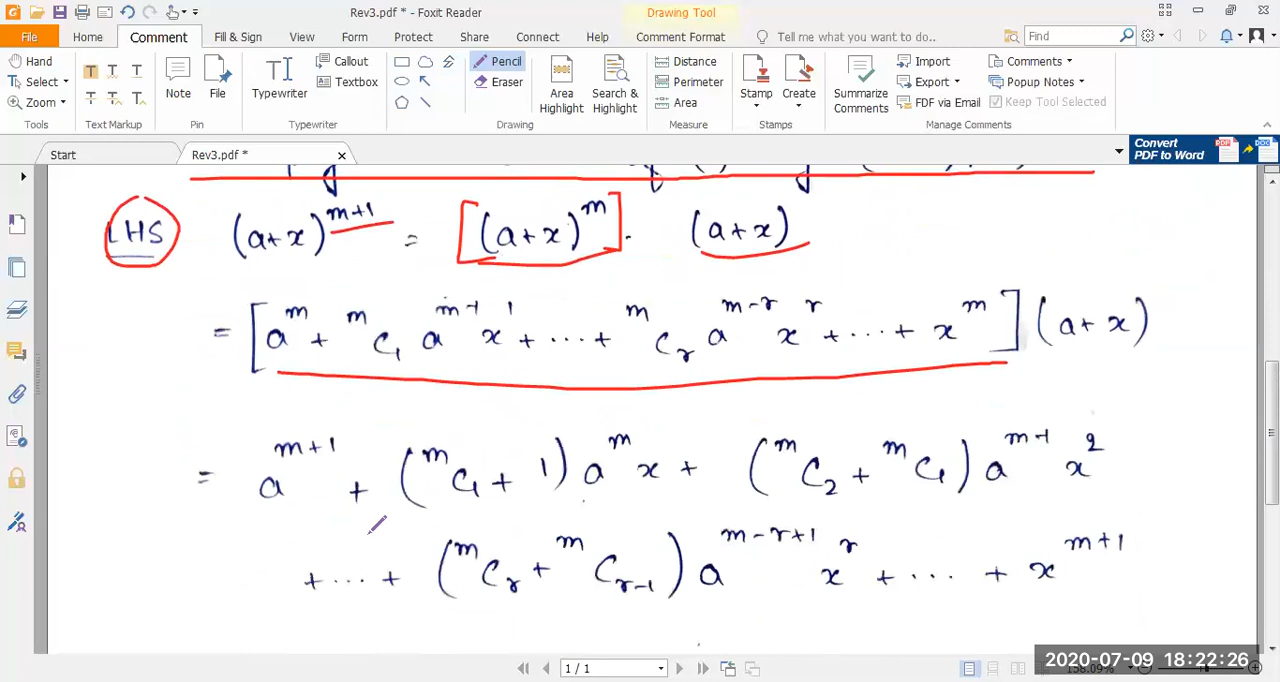 Rev3.pdf * - Foxit Reader
Drawing Tool
File Home Comment Fill & Sign View Form Protect Share Connect Help Comment Format Tell me what you want to do.. Find
Hand
Select
Zoom
Tools
Text Markup
Note
File
Pin
Typewriter
Callout
Textbox
Typewriter
Pencil
Eraser
Area Highlight
Search & Highlight
Drawing
Distance
Perimeter
Area
Measure
Stamp
Create
Stamps
Summarize Comments
Import
Export
FDF via Email
Comments
Popup Notes
Keep Tool Selected
Manage Comments
Start
Rev3.pdf *
Convert PDF to Word
LHS (a+x)^{m+1} = [(a+x)^m] . (a+x)
= [a^m + ^mC_1 a^{m-1} x^1 + ... + ^mC_r a^{m-r} x^r + ... + x^m] (a+x)
= a^{m+1} + (^mC_1 + 1) a^m x + (^mC_2 + ^mC_1) a^{m-1} x^2
+ ... + (^mC_r + ^mC_{r-1}) a^{m-r+1} x^r + ... + x^{m+1}
1 / 1
2020-07-09 18:22:26